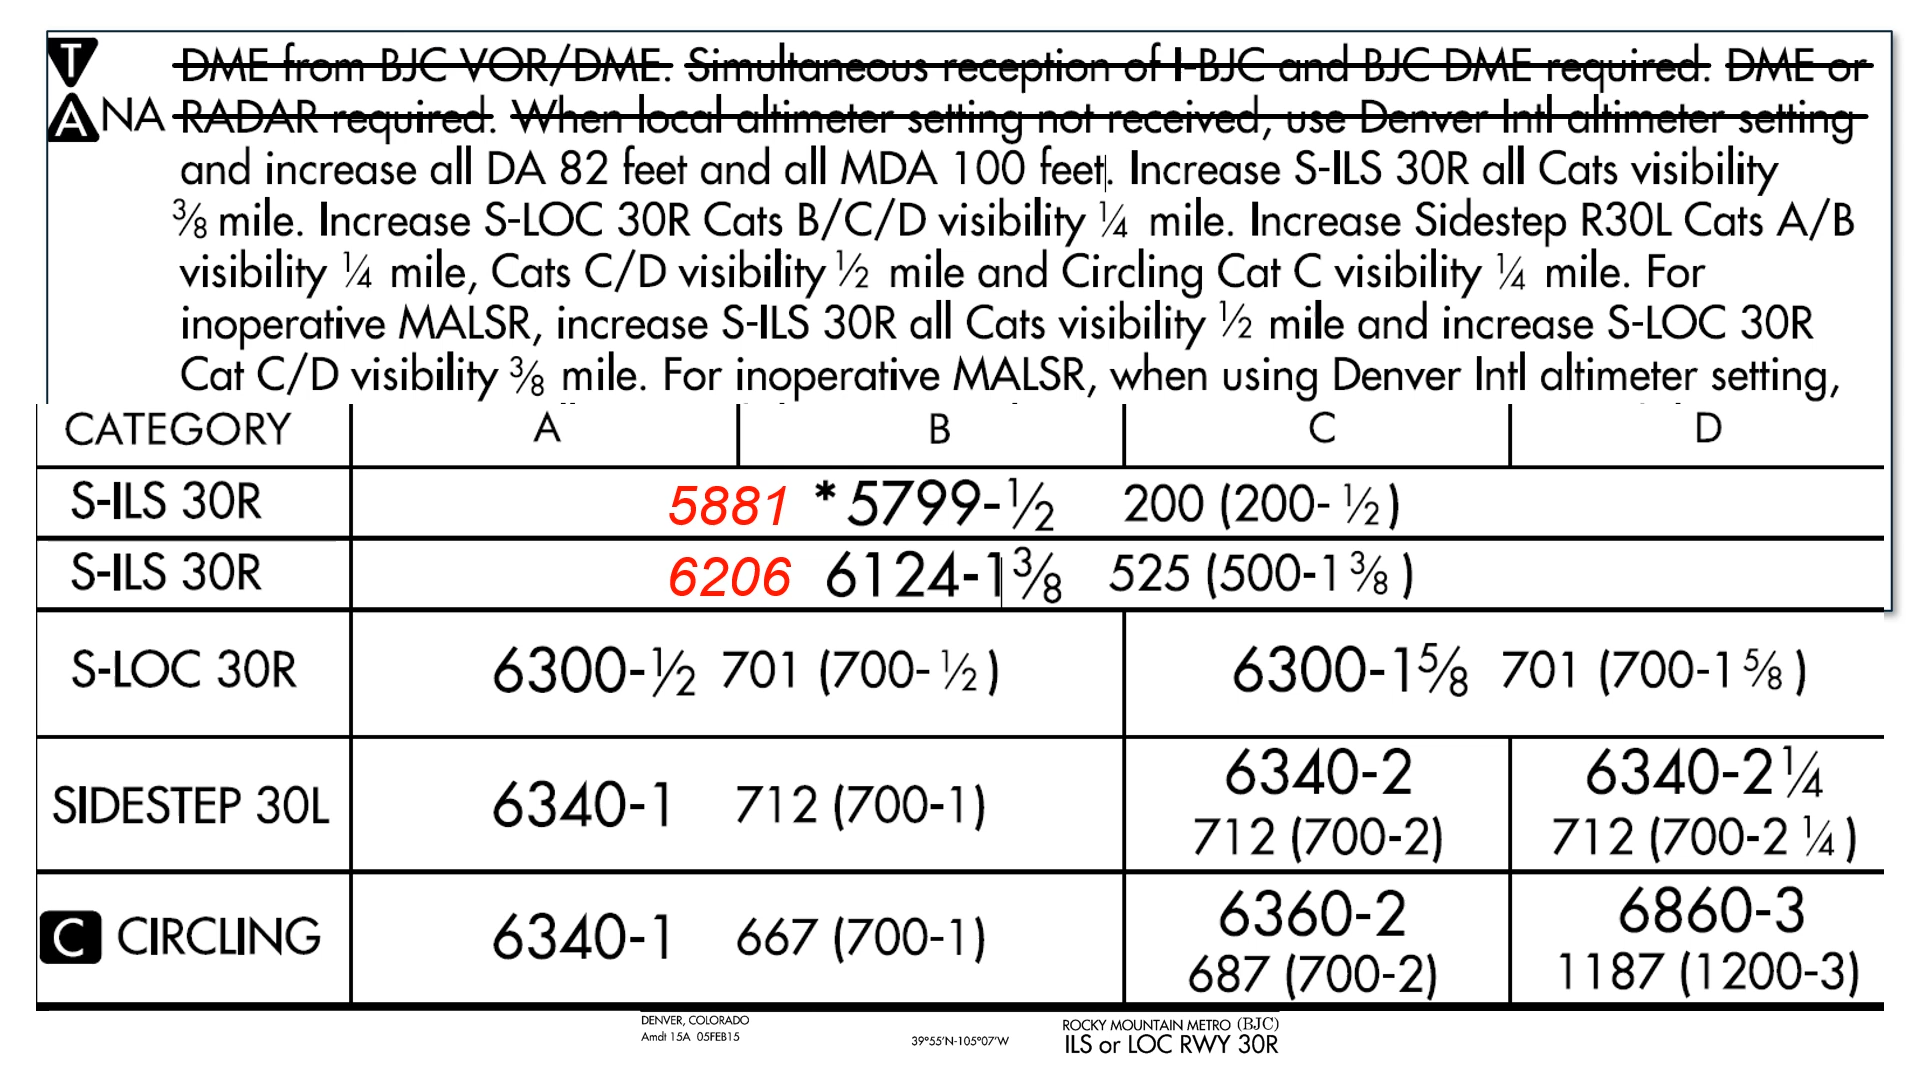 T DME from BJC VOR/DME. Simultaneous reception of I-BJC and BJC DME required. DME or
A NA RADAR required. When local altimeter setting not received, use Denver Intl altimeter setting
and increase all DA 82 feet and all MDA 100 feet. Increase S-ILS 30R all Cats visibility
⅜ mile. Increase S-LOC 30R Cats B/C/D visibility ¼ mile. Increase Sidestep R30L Cats A/B
visibility ¼ mile, Cats C/D visibility ½ mile and Circling Cat C visibility ¼ mile. For
inoperative MALSR, increase S-ILS 30R all Cats visibility ½ mile and increase S-LOC 30R
Cat C/D visibility ⅜ mile. For inoperative MALSR, when using Denver Intl altimeter setting,
CATEGORY A B C D
S-ILS 30R 5881 *5799-½ 200 (200-½)
S-ILS 30R 6206 6124-1⅜ 525 (500-1⅜)
S-LOC 30R 6300-½ 701 (700-½) 6300-1⅝ 701 (700-1⅝)
SIDESTEP 30L 6340-1 712 (700-1) 6340-2 712 (700-2) 6340-2¼ 712 (700-2¼)
C CIRCLING 6340-1 667 (700-1) 6360-2 687 (700-2) 6860-3 1187 (1200-3)
DENVER, COLORADO
Amdt 15A 05FEB15
39°55'N-105°07'W
ROCKY MOUNTAIN METRO (BJC)
ILS or LOC RWY 30R